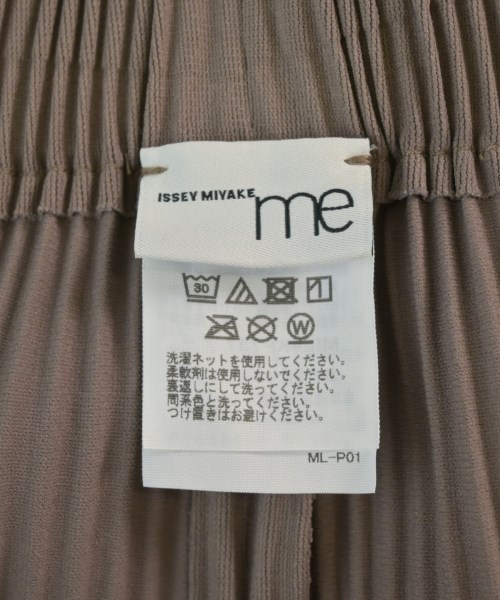 ISSEY MIYAKE me
30
W
洗濯ネットを使用してください。
柔軟剤は使用しないでください。
裏返しにして洗ってください。
同系色と洗ってください。
つけ置きはお避けください。
ML-P01